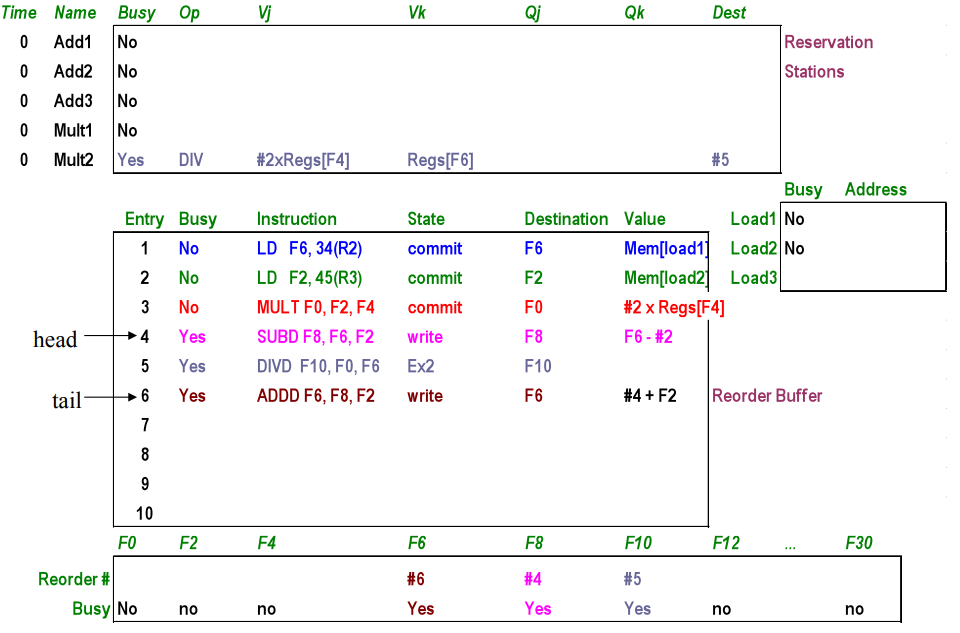 Time Name Busy Op Vj Vk Qj Qk Dest
0 Add1 No Reservation
0 Add2 No Stations
0 Add3 No
0 Mult1 No
0 Mult2 Yes DIV #2xRegs[F4] Regs[F6] #5
Busy Address
Entry Busy Instruction State Destination Value Load1 No
1 No LD F6, 34(R2) commit F6 Mem[load1] Load2 No
2 No LD F2, 45(R3) commit F2 Mem[load2] Load3
3 No MULT F0, F2, F4 commit F0 #2 x Regs[F4]
head 4 Yes SUBD F8, F6, F2 write F8 F6 - #2
5 Yes DIVD F10, F0, F6 Ex2 F10
tail 6 Yes ADDD F6, F8, F2 write F6 #4 + F2 Reorder Buffer
7
8
9
10
F0 F2 F4 F6 F8 F10 F12 ... F30
Reorder # #6 #4 #5
Busy No no no Yes Yes Yes no no